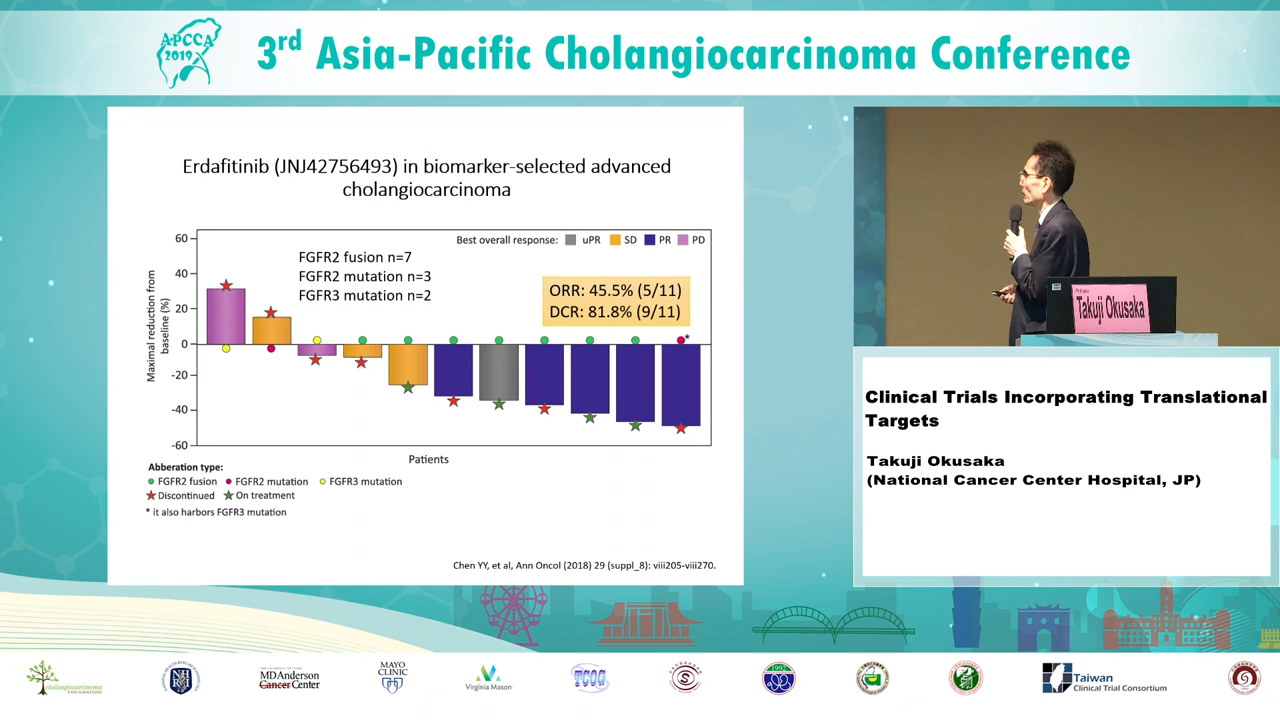 APCCA
2019
3rd Asia-Pacific Cholangiocarcinoma Conference
Erdafitinib (JNJ42756493) in biomarker-selected advanced
cholangiocarcinoma
Best overall response: uPR SD PR PD
FGFR2 fusion n=7
FGFR2 mutation n=3
FGFR3 mutation n=2
ORR: 45.5% (5/11)
DCR: 81.8% (9/11)
Maximal reduction from
baseline (%)
60
40
20
0
-20
-40
-60
*
Patients
Abberation type:
FGFR2 fusion FGFR2 mutation FGFR3 mutation
Discontinued On treatment
* it also harbors FGFR3 mutation
Chen YY, et al, Ann Oncol (2018) 29 (suppl_8): viii205-viii270.
Takuji Okusaka
Clinical Trials Incorporating Translational
Targets
Takuji Okusaka
(National Cancer Center Hospital, JP)
cholangiocarcinoma
FOUNDATION
NHRI
MDAnderson
Cancer Center
MAYO
CLINIC
Virginia Mason
TCOG
Taiwan
Clinical Trial Consortium